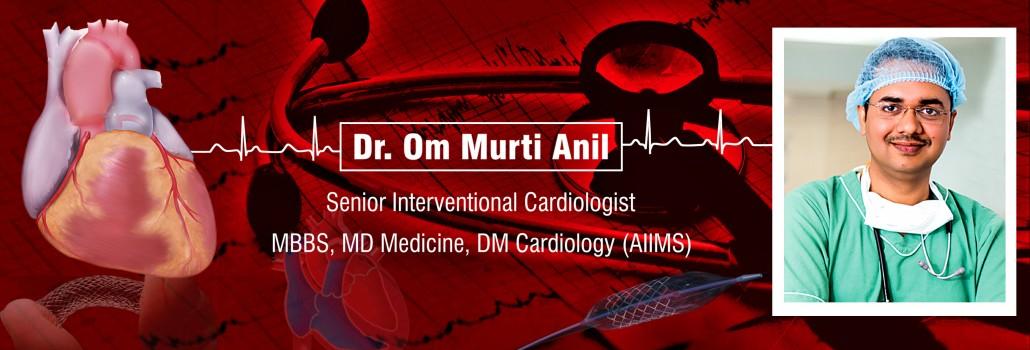 Dr. Om Murti Anil
Senior Interventional Cardiologist
MBBS, MD Medicine, DM Cardiology (AIIMS)